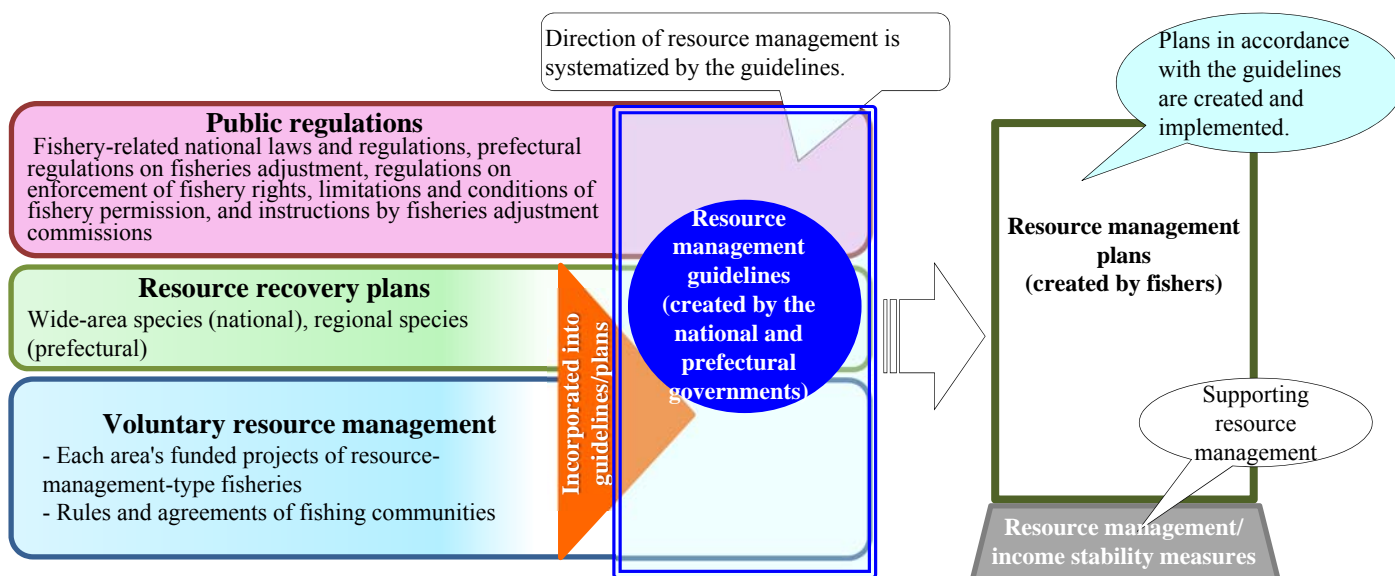 Direction of resource management is
systematized by the guidelines.
Plans in accordance
with the guidelines
are created and
implemented.
Public regulations
Fishery-related national laws and regulations, prefectural
regulations on fisheries adjustment, regulations on
enforcement of fishery rights, limitations and conditions of
fishery permission, and instructions by fisheries adjustment
commissions
Resource recovery plans
Wide-area species (national), regional species
(prefectural)
Voluntary resource management
- Each area's funded projects of resource-
management-type fisheries
- Rules and agreements of fishing communities
Incorporated into
guidelines/plans
Resource
management
guidelines
(created by the
national and
prefectural
governments)
Resource management
plans
(created by fishers)
Supporting
resource
management
Resource management/
income stability measures